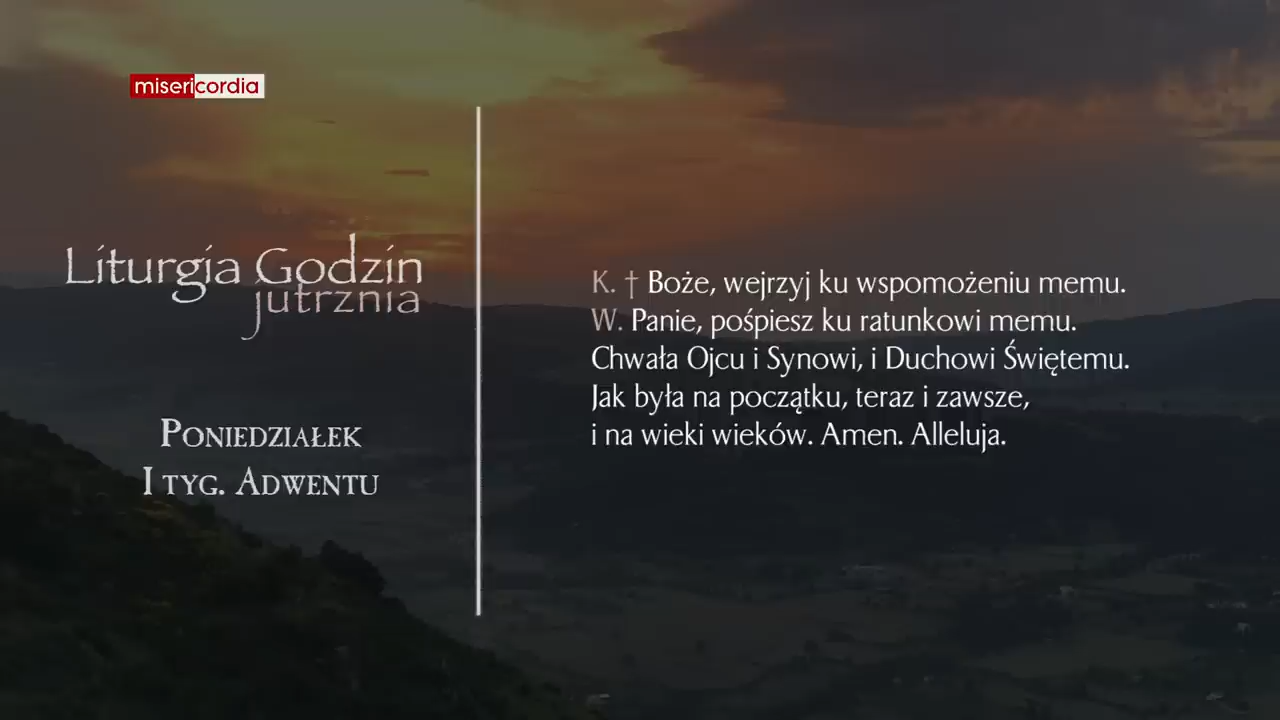 misericordia
Liturgia Godzin
jutrznia
Poniedziałek
I tyg. Adwentu
K. † Boże, wejrzyj ku wspomożeniu memu.
W. Panie, pośpiesz ku ratunkowi memu.
Chwała Ojcu i Synowi, i Duchowi Świętemu.
Jak była na początku, teraz i zawsze,
i na wieki wieków. Amen. Alleluja.